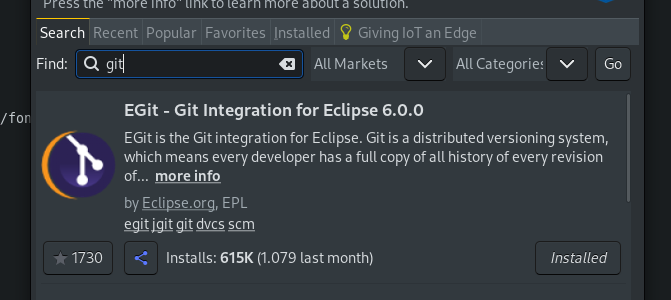 Press the "more info" link to learn more about a solution.
Search Recent Popular Favorites Installed Giving IoT an Edge
Find: git All Markets All Categories Go
/fon
EGit - Git Integration for Eclipse 6.0.0
EGit is the Git integration for Eclipse. Git is a distributed versioning system,
which means every developer has a full copy of all history of every revision
of... more info
by Eclipse.org, EPL
egit jgit git dvcs scm
1730 Installs: 615K (1.079 last month) Installed